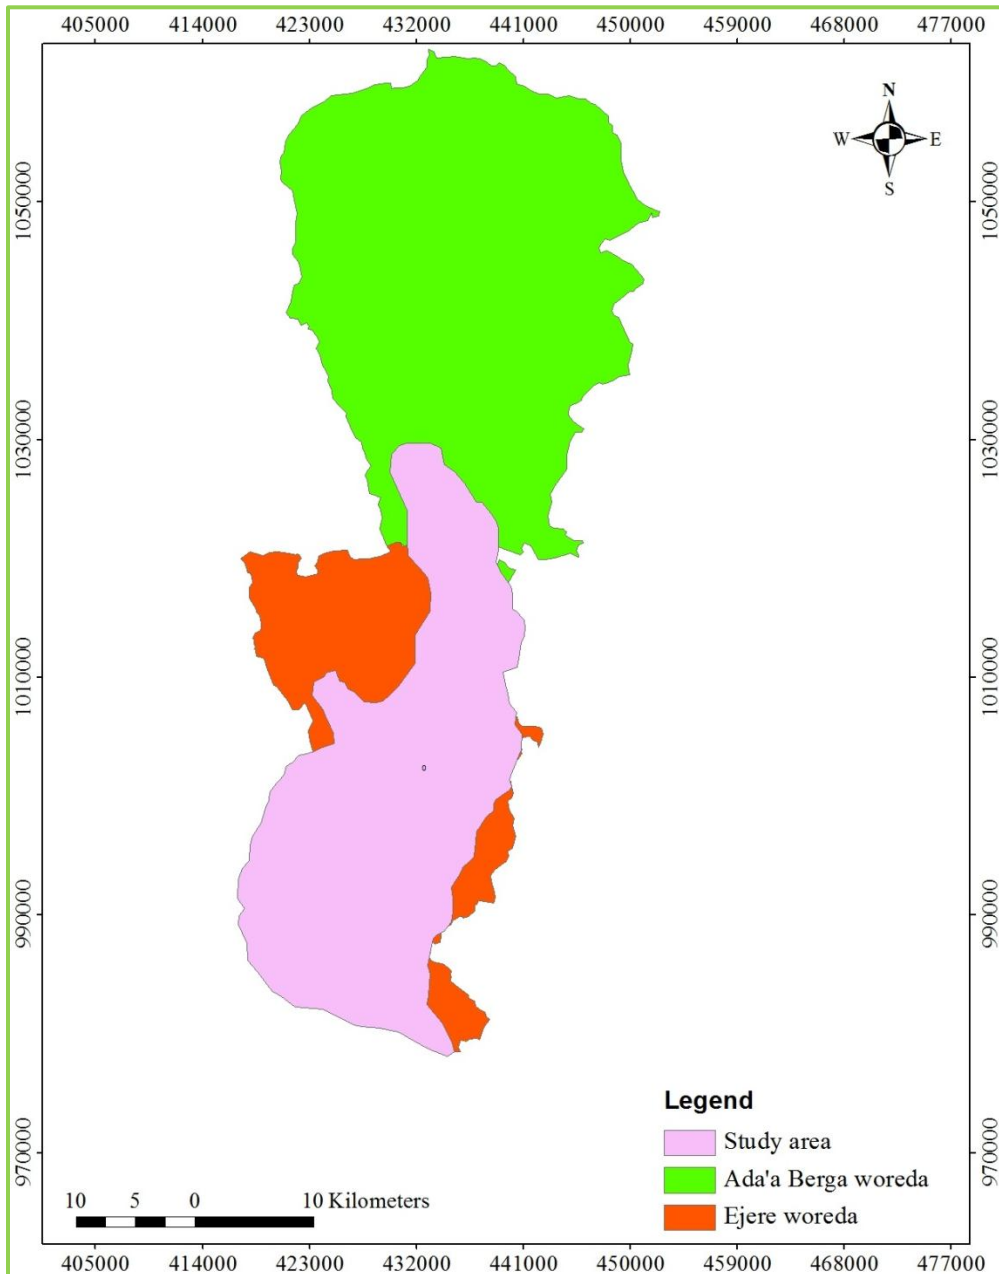 405000 414000 423000 432000 441000 450000 459000 468000 477000
N
W E
S
1050000 1050000
1030000 1030000
1010000 1010000
990000 990000
970000 970000
Legend
Study area
Ada'a Berga woreda
Ejere woreda
10 5 0 10 Kilometers
405000 414000 423000 432000 441000 450000 459000 468000 477000